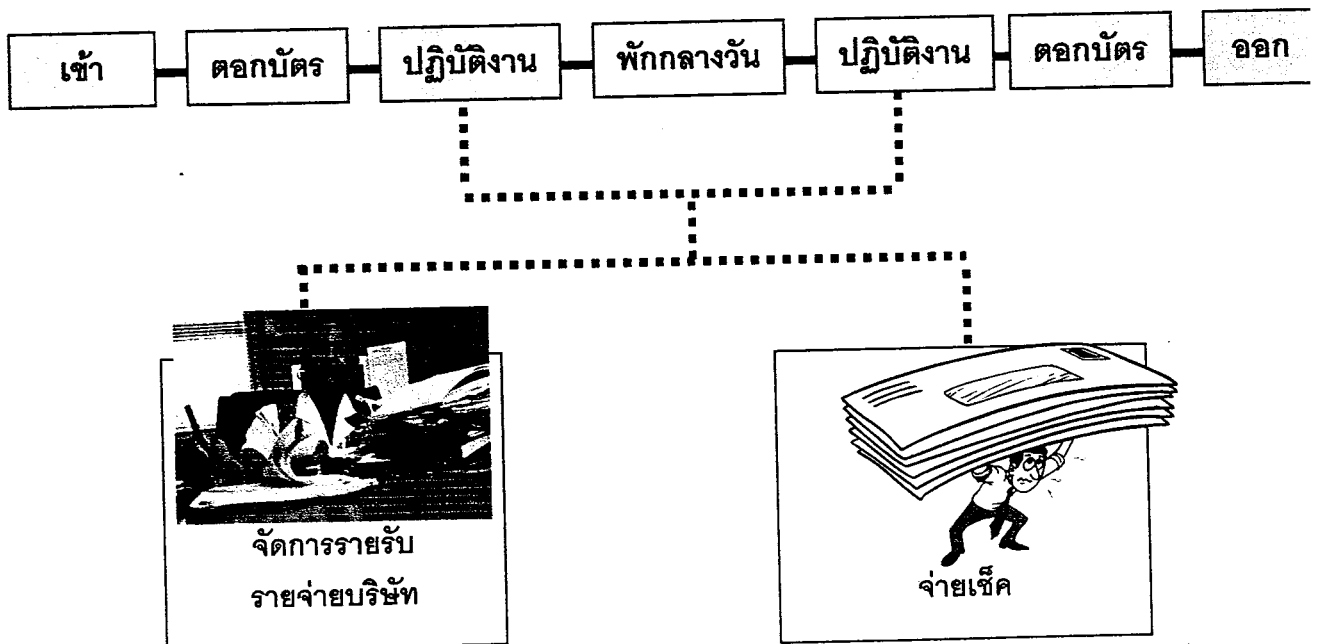 เข้า
ตอกบัตร
ปฏิบัติงาน
พักกลางวัน
ปฏิบัติงาน
ตอกบัตร
ออก
จัดการรายรับ
รายจ่ายบริษัท
จ่ายเช็ค